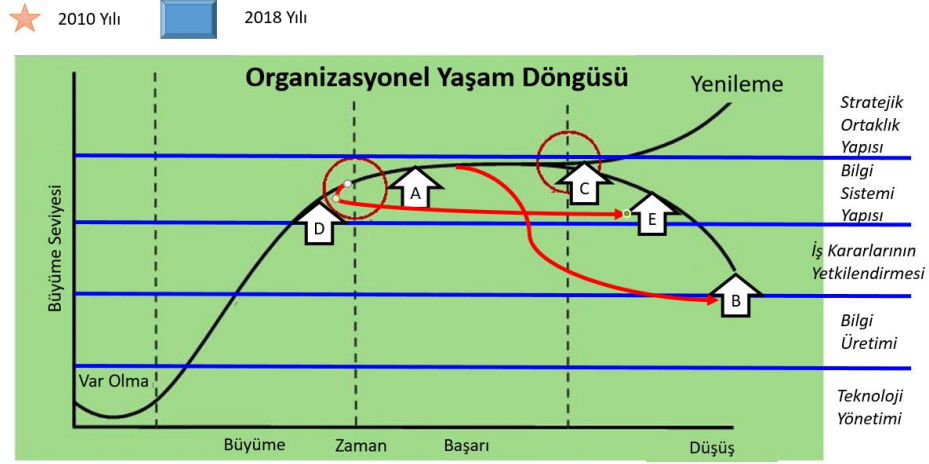 2010 Yılı
2018 Yılı
Organizasyonel Yaşam Döngüsü
Yenileme
Stratejik
Ortaklık
Yapısı
Bilgi
Sistemi
Yapısı
İş Kararlarının
Yetkilendirmesi
Bilgi
Üretimi
Teknoloji
Yönetimi
Büyüme Seviyesi
A
C
D
E
B
Var Olma
Büyüme
Zaman
Başarı
Düşüş